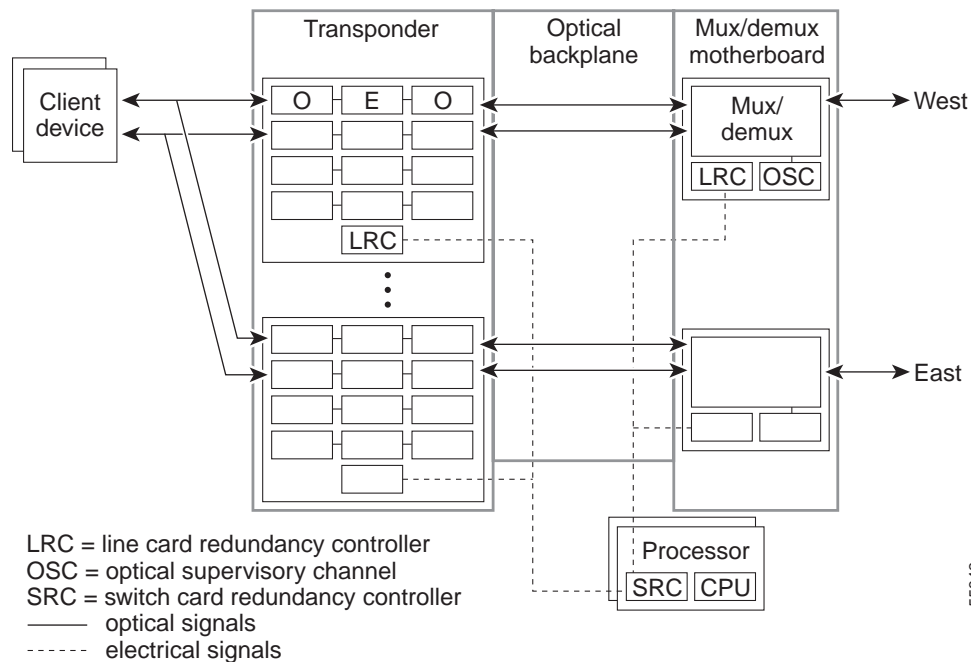 Transponder
Optical
backplane
Mux/demux
motherboard
Client
device
O E O
Mux/
demux
West
LRC OSC
LRC
East
Processor
SRC CPU
LRC = line card redundancy controller
OSC = optical supervisory channel
SRC = switch card redundancy controller
optical signals
electrical signals